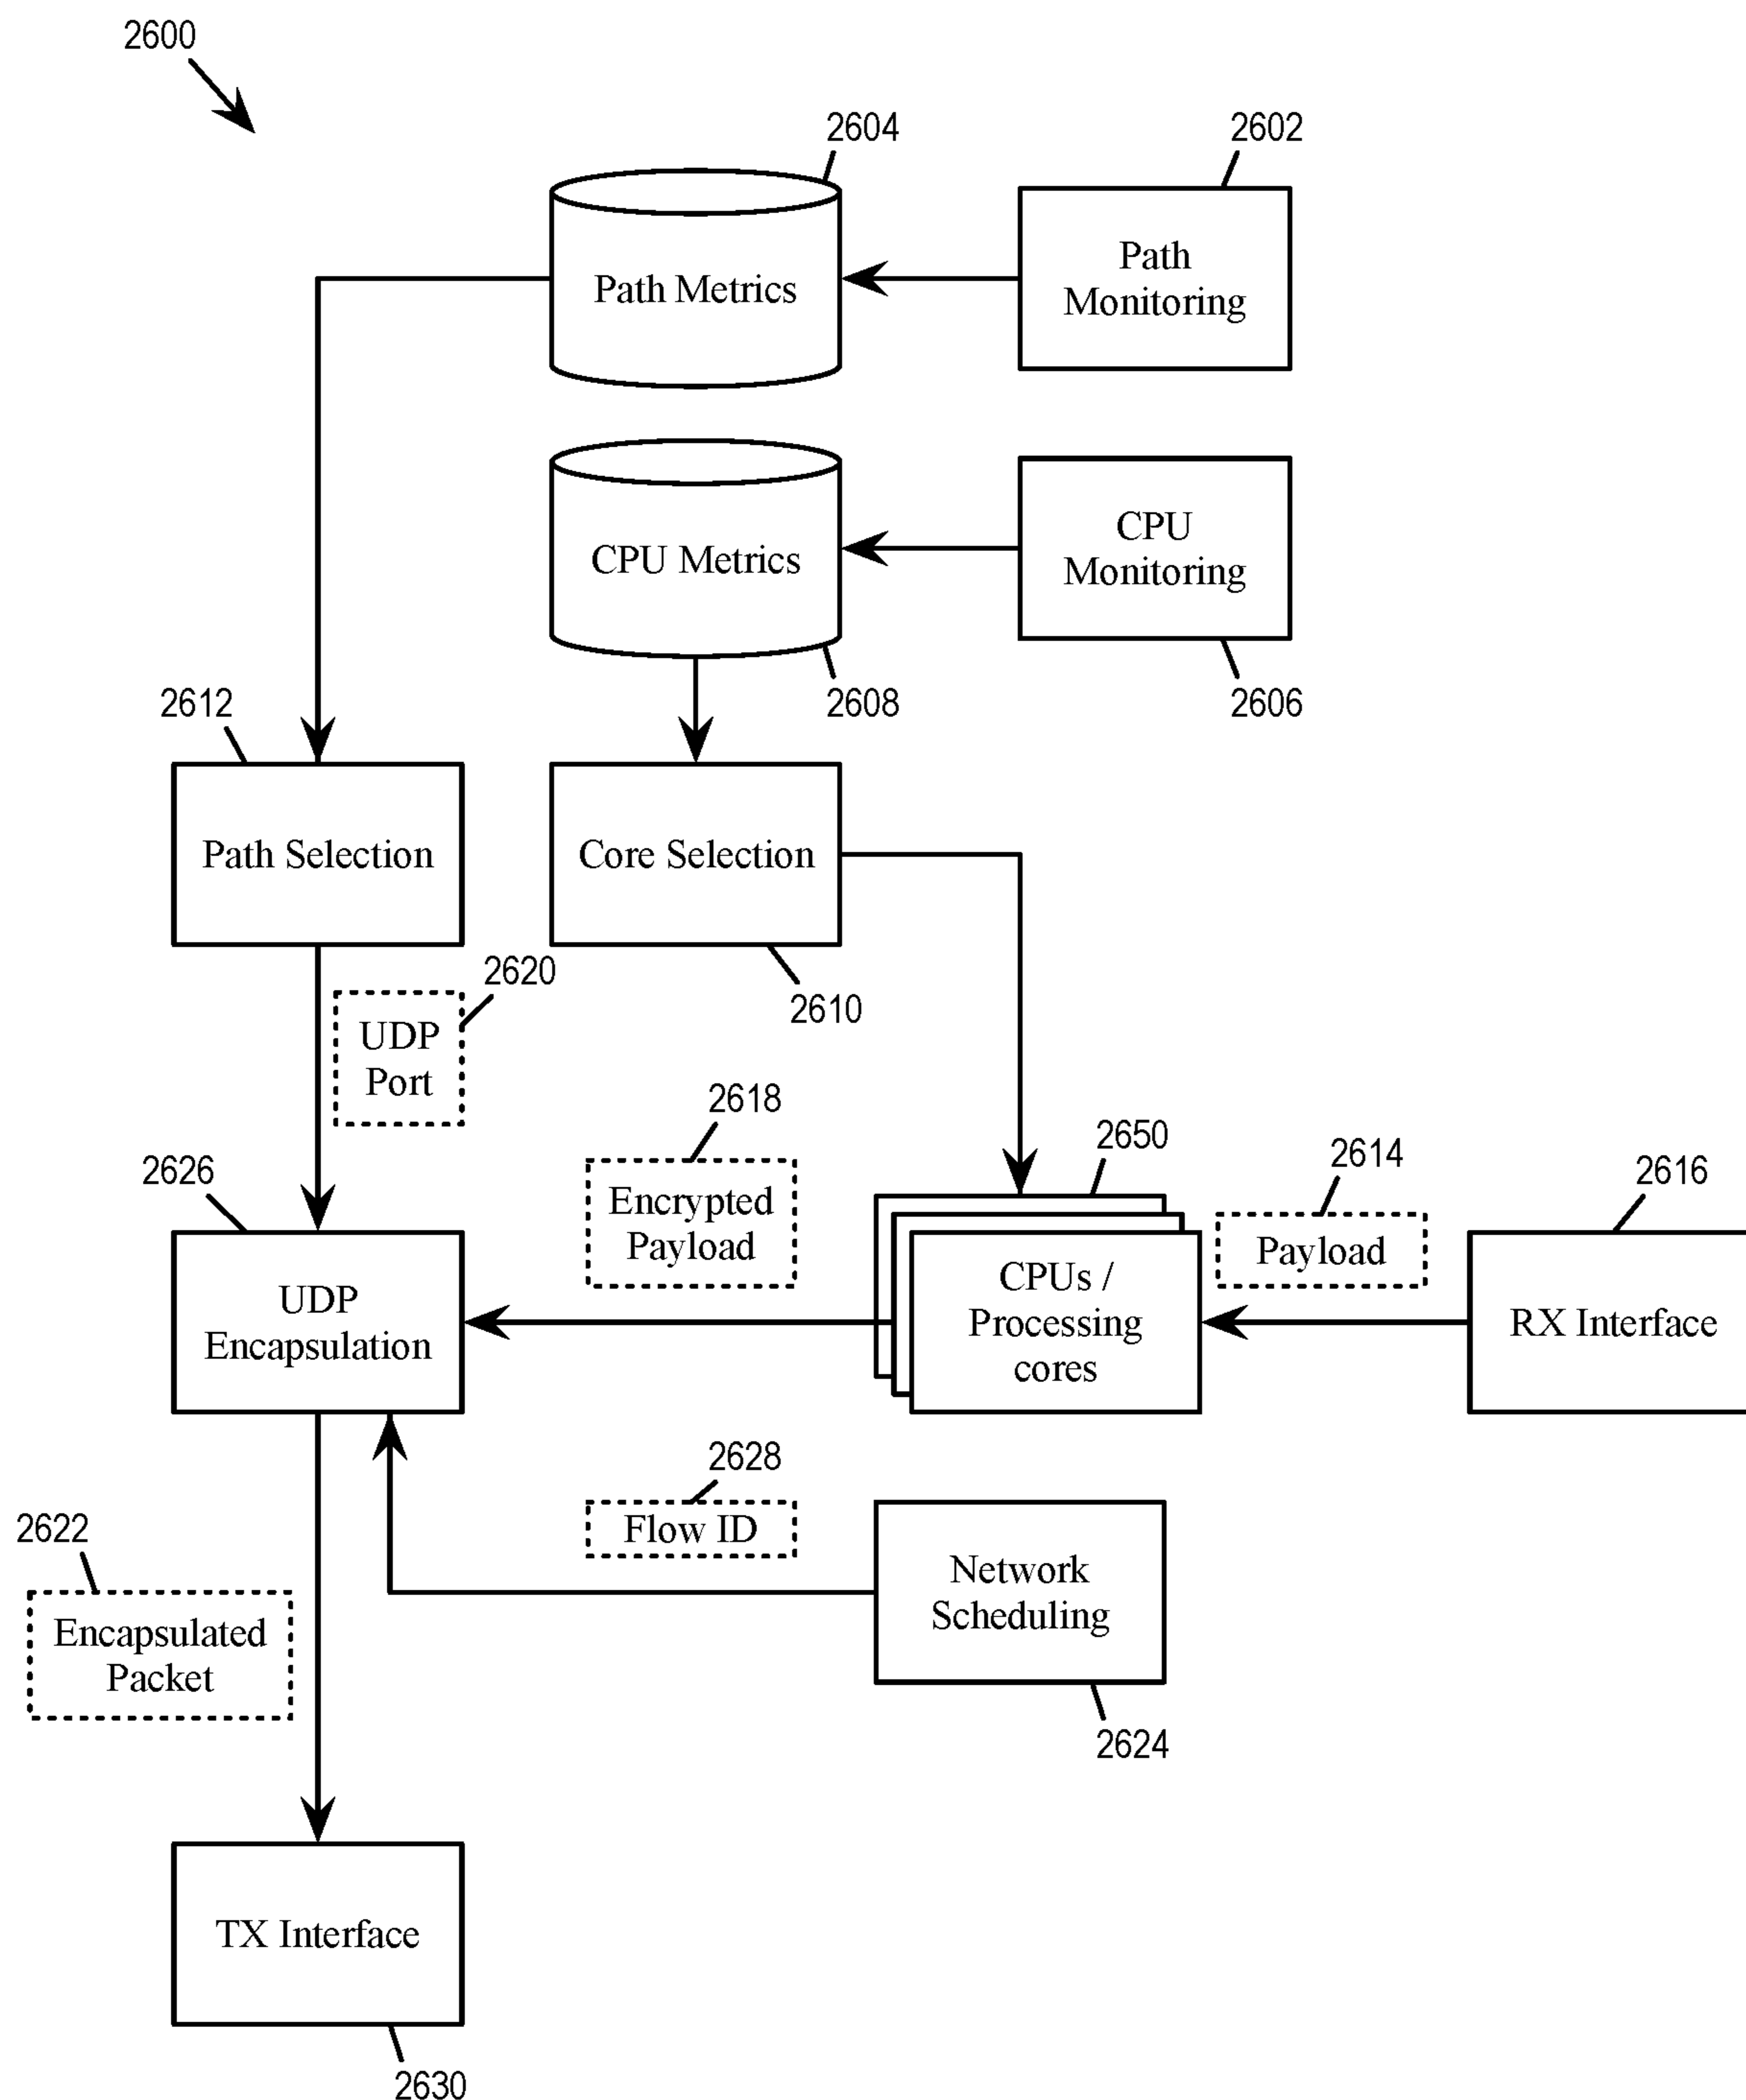 2600
2604
2602
Path Metrics
Path
Monitoring
CPU Metrics
CPU
Monitoring
2612
2608
2606
Path Selection
Core Selection
2620
2610
UDP
Port
2618
2650
2614
2616
2626
Encrypted
Payload
Payload
UDP
Encapsulation
CPUs /
Processing
cores
RX Interface
2628
Flow ID
2622
Network
Scheduling
Encapsulated
Packet
2624
TX Interface
2630